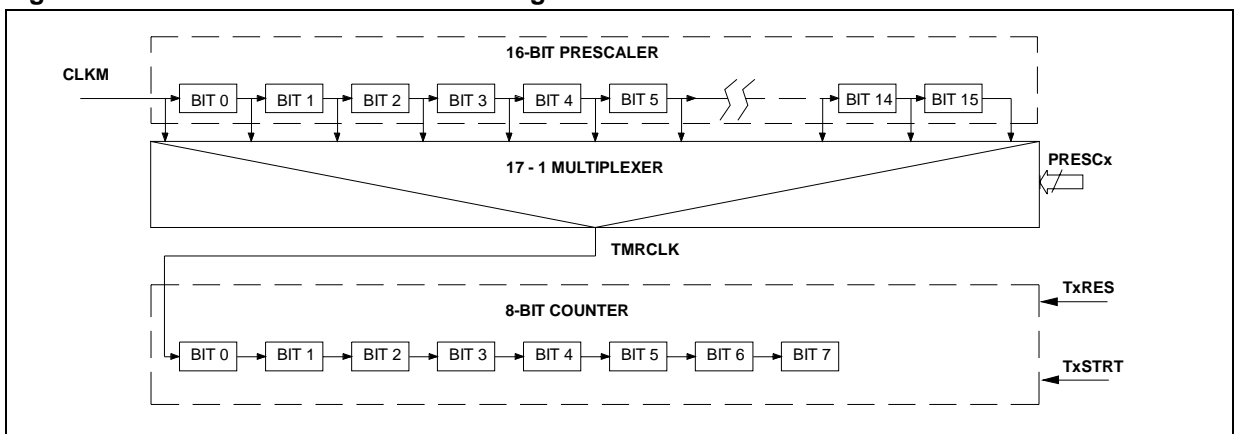 16-BIT PRESCALER
CLKM
BIT 0 BIT 1 BIT 2 BIT 3 BIT 4 BIT 5 BIT 14 BIT 15
17 - 1 MULTIPLEXER
PRESCx
TMRCLK
TxRES
8-BIT COUNTER
BIT 0 BIT 1 BIT 2 BIT 3 BIT 4 BIT 5 BIT 6 BIT 7
TxSTRT